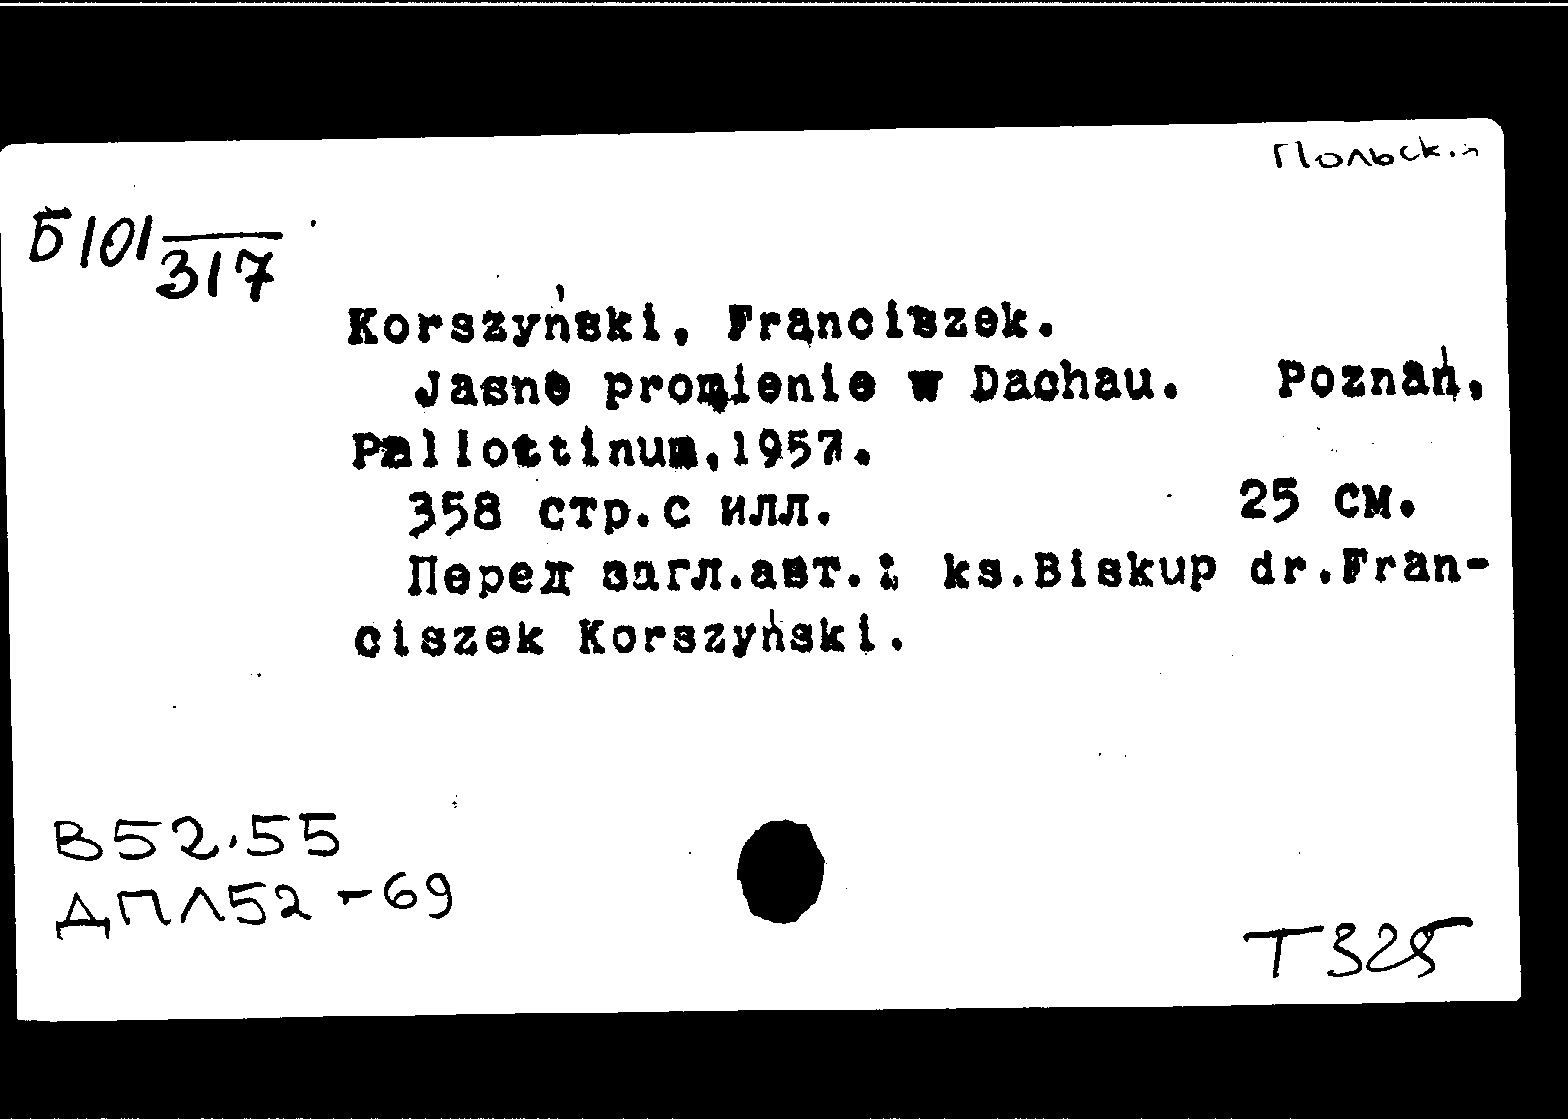 Польск.
Б101
317
Korszyński, Franciszek.
Jasne promienie w Dachau. Poznań,
Pallottinum,1957.
358 стр.с илл. 25 см.
Перед загл.авт.: ks.Biskup dr.Fran-
ciszek Korszyński.
В52.55
ДПЛ52-69
Т325